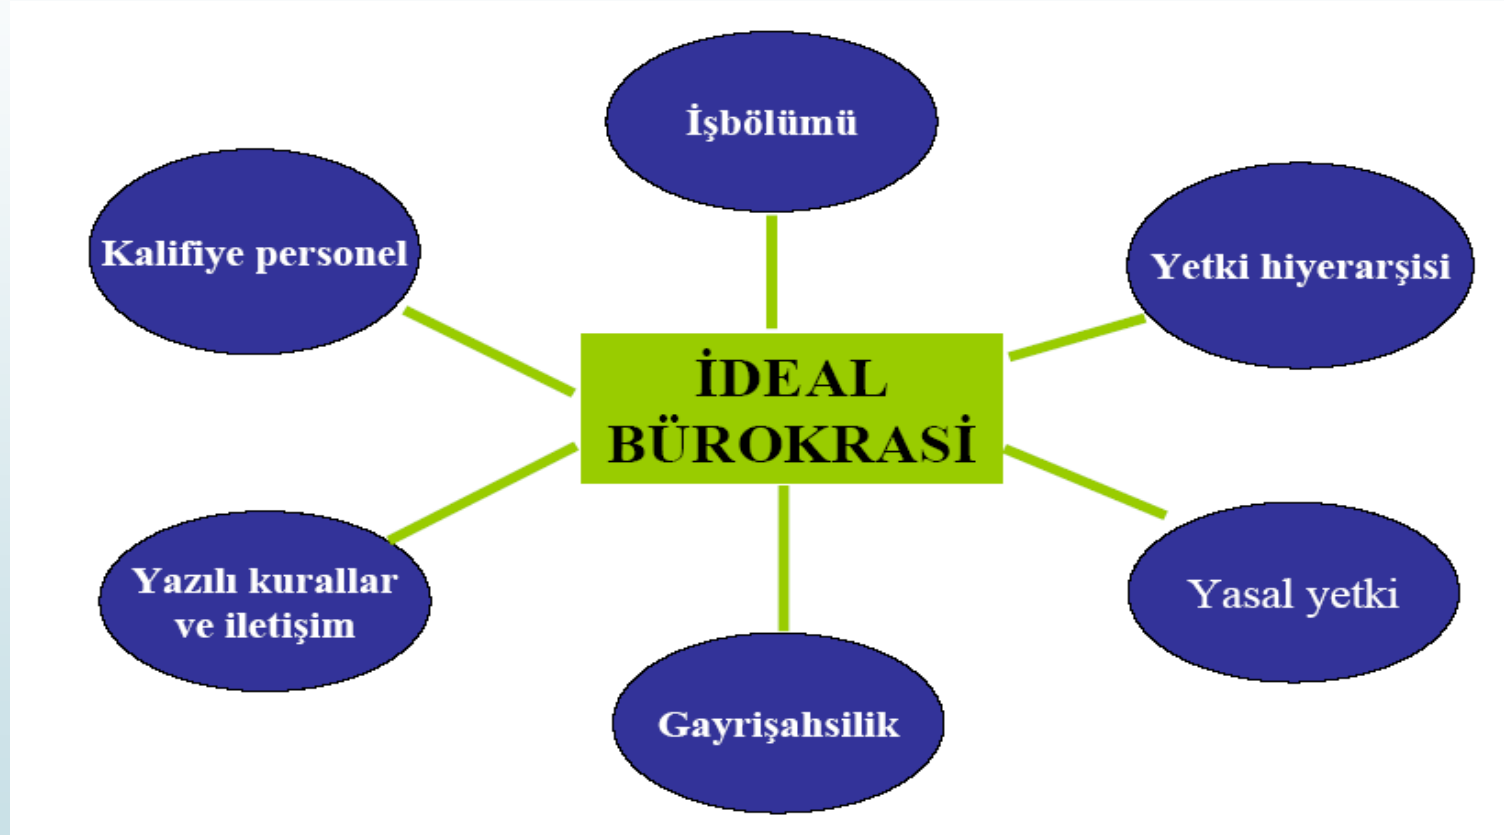 İşbölümü
Kalifiye personel
Yetki hiyerarşisi
İDEAL
BÜROKRASİ
Yazılı kurallar
ve iletişim
Yasal yetki
Gayrişahsilik